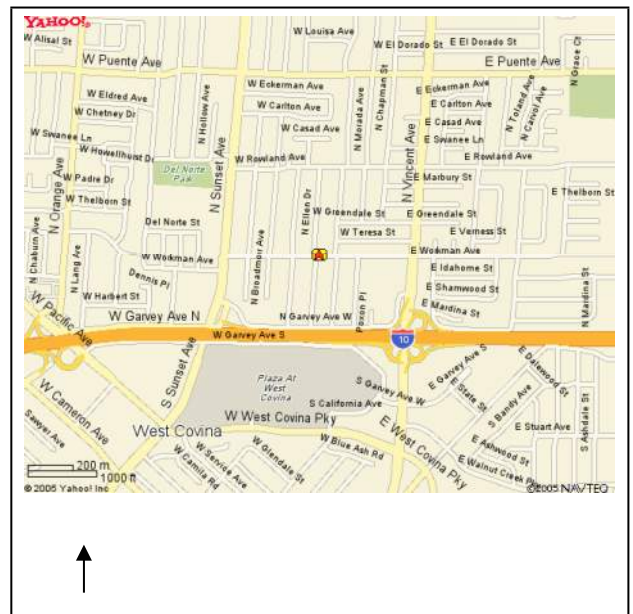 YAHOO!
W Alisal St
W Louisa Ave
W El Dorado St
E El Dorado St
N Grace Ct
W Puente Ave
E Puente Ave
W Eckerman Ave
E Eckerman Ave
W Eldred Ave
W Carlton Ave
E Carlton Ave
W Chetney Dr
N Hollow Ave
W Casad Ave
N Morada Ave
N Chapman St
E Casad Ave
N Toland Ave
N Carvol Ave
W Swanee Ln
E Swanee Ln
W Howellhurst Dr
W Rowland Ave
E Rowland Ave
Del Norte
Park
N Orange Ave
N Sunset Ave
N Vincent Ave
W Padre Dr
E Marbury St
W Thelborn St
E Thelborn St
N Ellen Dr
W Greendale St
E Greendale St
Del Norte St
W Teresa St
E Verness St
W Workman Ave
A
E Workman Ave
N Chaburn Ave
N Lang Ave
Dennis Pl
N Broadmoor Ave
E Idahome St
E Shamwood St
W Harbert St
Poxon Pl
E Mardina St
N Mardina St
W Pacific Ave
W Garvey Ave N
N Garvey Ave W
W Garvey Ave S
10
S Sunset Ave
Plaza At
West
Covina
S Garvey Ave W
E Garvey Ave S
E Dalewood St
W Cameron Ave
S California Ave
E State St
S Bandy Ave
Sawyer Ave
West Covina
W West Covina Pky
E West Covina Pky
E Stuart Ave
S Ashdale St
W Service Ave
W Glendale St
W Blue Ash Rd
E Ashwood St
W Camila Rd
E Walnut Creek Pky
200 m
1000 ft
© 2005 Yahoo! Inc
©2005 NAVTEQ